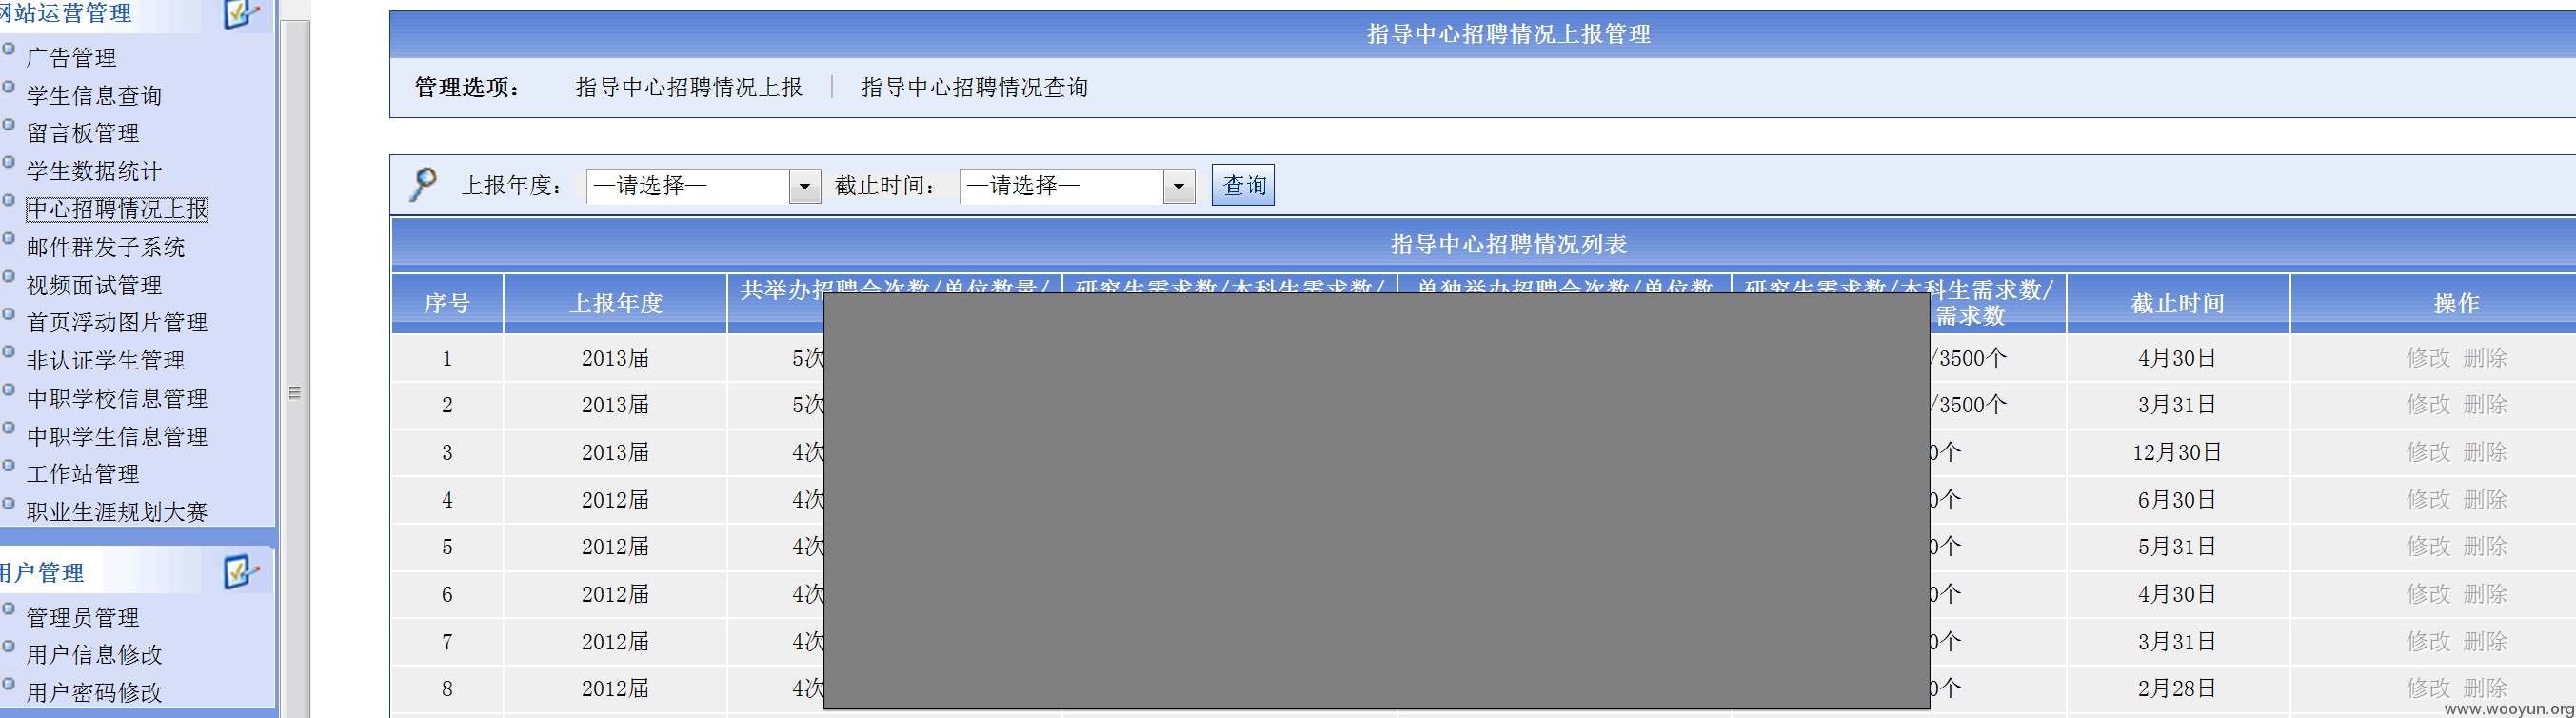 网站运营管理
广告管理
学生信息查询
留言板管理
学生数据统计
中心招聘情况上报
邮件群发子系统
视频面试管理
首页浮动图片管理
非认证学生管理
中职学校信息管理
中职学生信息管理
工作站管理
职业生涯规划大赛
用户管理
管理员管理
用户信息修改
用户密码修改
指导中心招聘情况上报管理
管理选项： 指导中心招聘情况上报 | 指导中心招聘情况查询
上报年度： —请选择— 截止时间： —请选择— 查询
指导中心招聘情况列表
序号 上报年度 共举办招聘会次数/单位数量/ 研究生需求数/本科生需求数/ 单独举办招聘会次数/单位数 研究生需求数/本科生需求数/ 需求数 截止时间 操作
1 2013届 5次 /3500个 4月30日 修改 删除
2 2013届 5次 /3500个 3月31日 修改 删除
3 2013届 4次 0个 12月30日 修改 删除
4 2012届 4次 0个 6月30日 修改 删除
5 2012届 4次 0个 5月31日 修改 删除
6 2012届 4次 0个 4月30日 修改 删除
7 2012届 4次 0个 3月31日 修改 删除
8 2012届 4次 0个 2月28日 修改 删除
www.wooyun.org